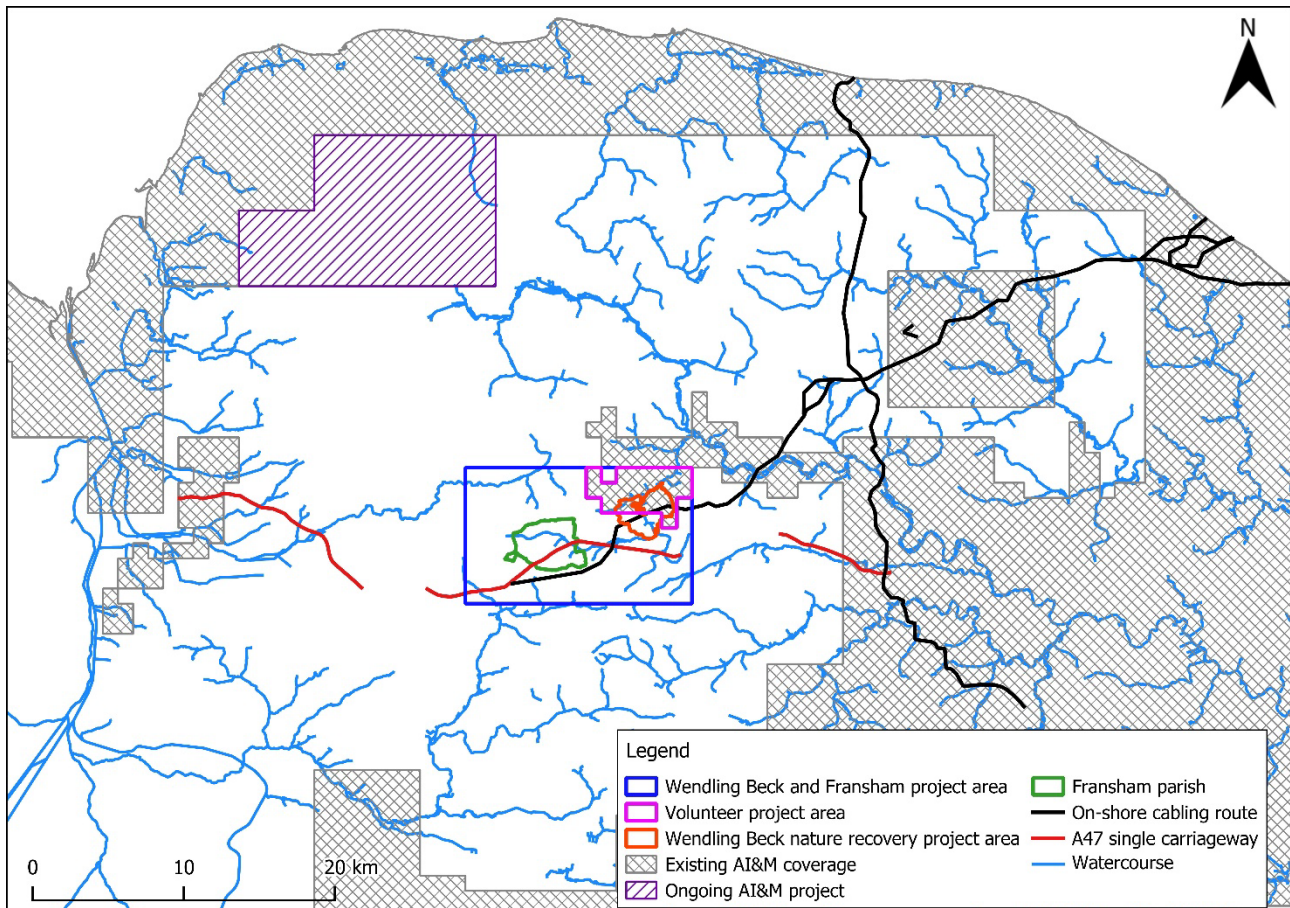 N
Legend
Wendling Beck and Fransham project area
Volunteer project area
Wendling Beck nature recovery project area
Existing AI&M coverage
Ongoing AI&M project
Fransham parish
On-shore cabling route
A47 single carriageway
Watercourse
0 10 20 km